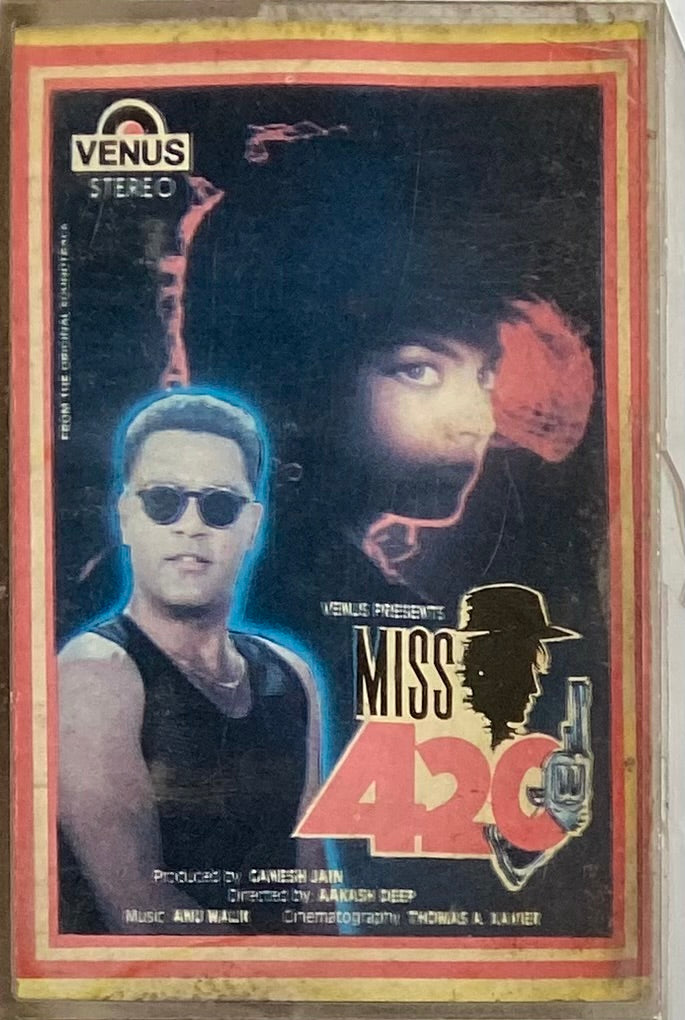 VENUS
STEREO
FROM THE ORIGINAL SOUNDTRACK
VENUS PRESENTS
MISS
420
Produced by GANESH JAIN
Directed by AAKASH DEEP
Music ANU MALIK Cinematography THOMAS A. XAVIER